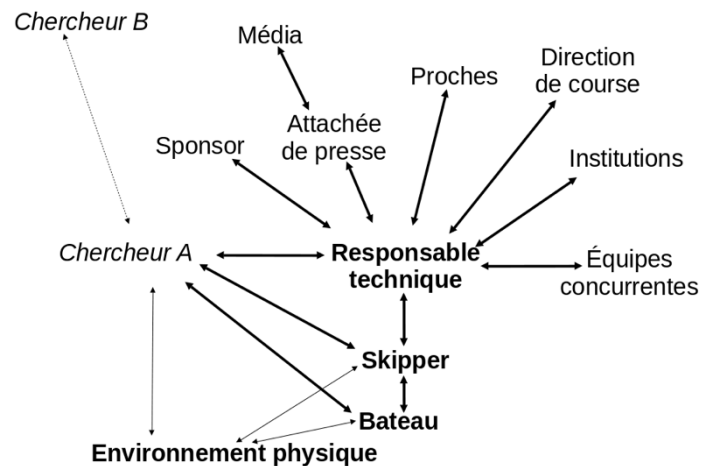 Chercheur B
Média
Direction
de course
Proches
Attachée
de presse
Sponsor
Institutions
Chercheur A
Responsable
technique
Équipes
concurrentes
Skipper
Bateau
Environnement physique